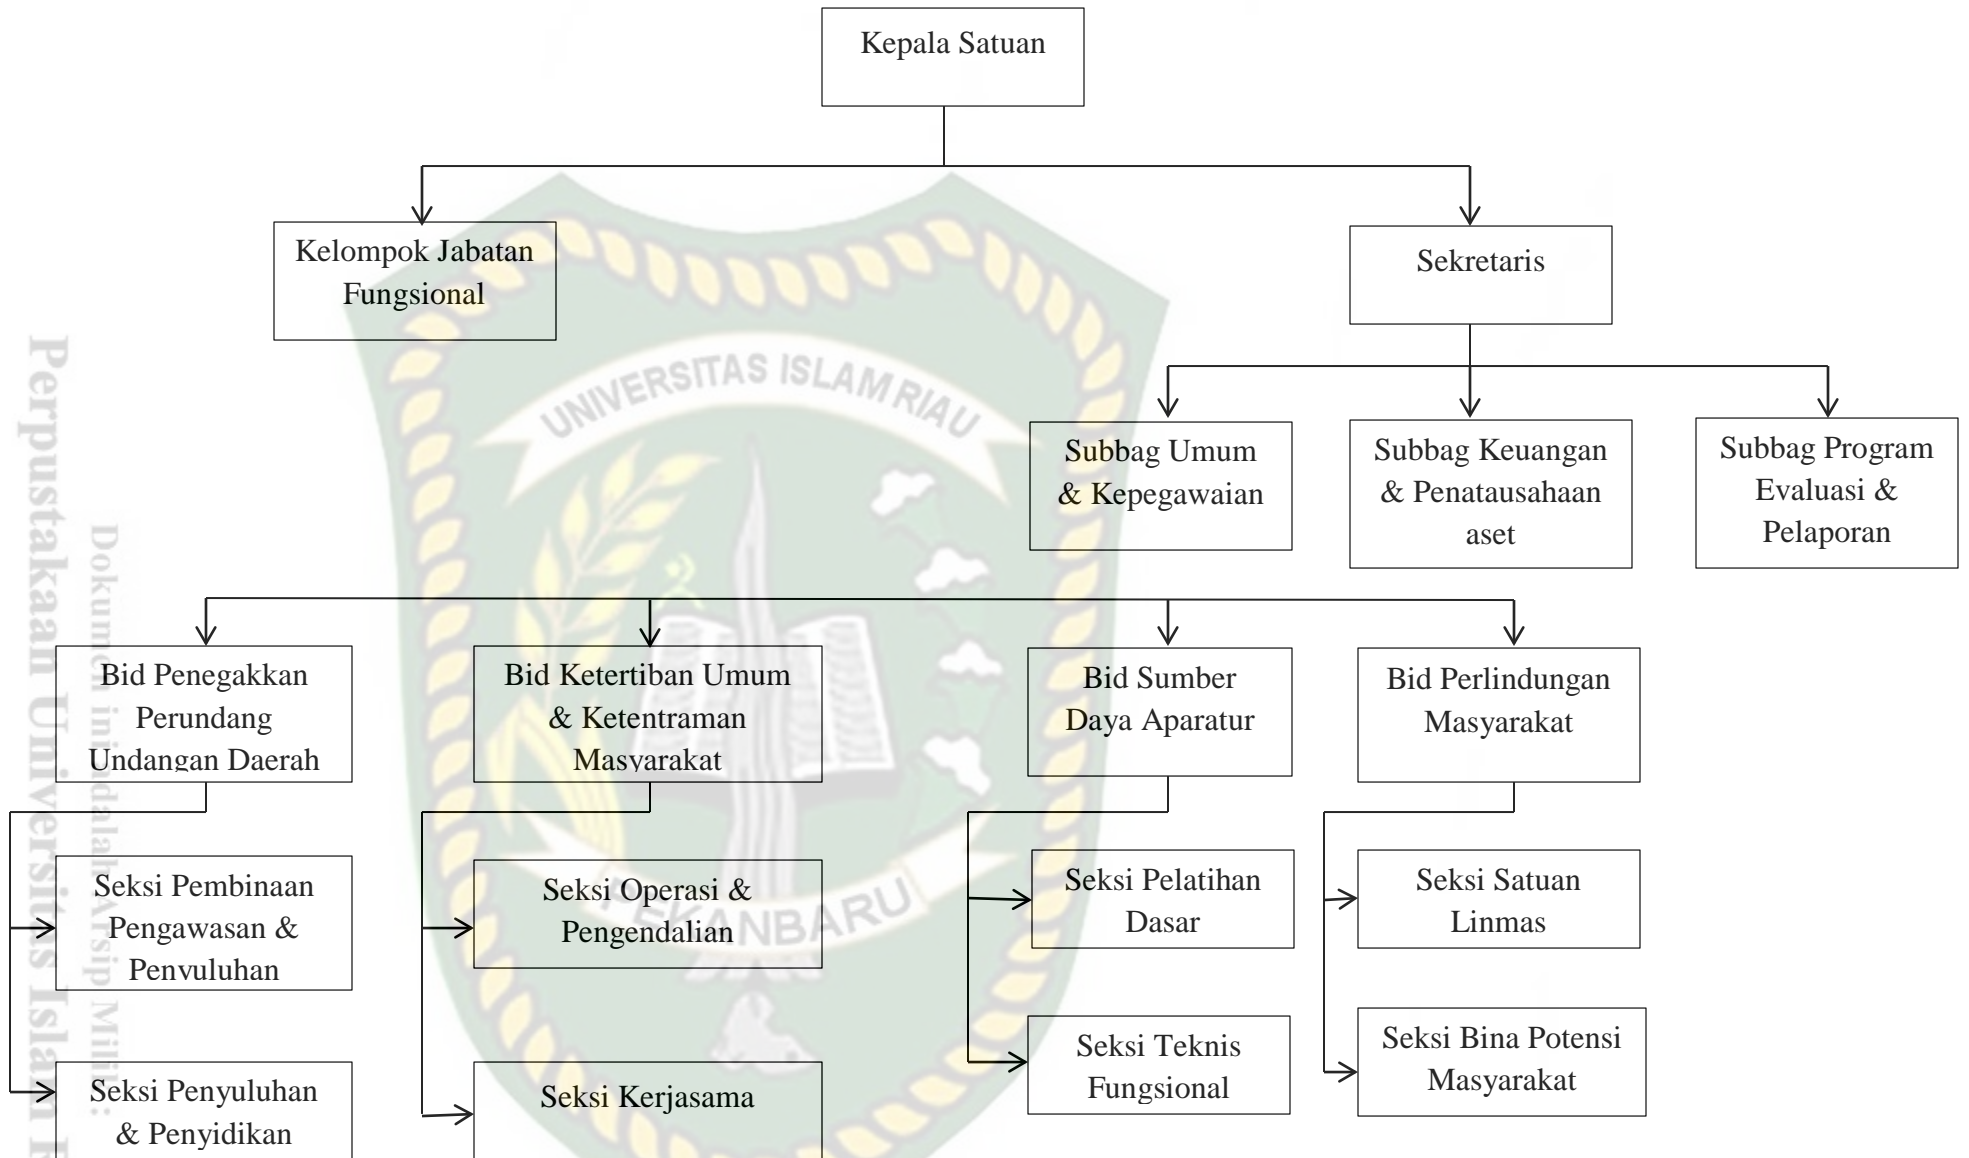 Kepala Satuan
Kelompok Jabatan
Fungsional
Sekretaris
Subbag Umum
& Kepegawaian
Subbag Keuangan
& Penatausahaan
aset
Subbag Program
Evaluasi &
Pelaporan
Bid Penegakkan
Perundang
Undangan Daerah
Bid Ketertiban Umum
& Ketentraman
Masyarakat
Bid Sumber
Daya Aparatur
Bid Perlindungan
Masyarakat
Seksi Pembinaan
Pengawasan &
Penyuluhan
Seksi Operasi &
Pengendalian
Seksi Pelatihan
Dasar
Seksi Satuan
Linmas
Seksi Penyuluhan
& Penyidikan
Seksi Kerjasama
Seksi Teknis
Fungsional
Seksi Bina Potensi
Masyarakat
UNIVERSITAS ISLAM RIAU
PEKANBARU
Perpustakaan Universitas Islam
Dokumen ini adalah Arsip Milik :